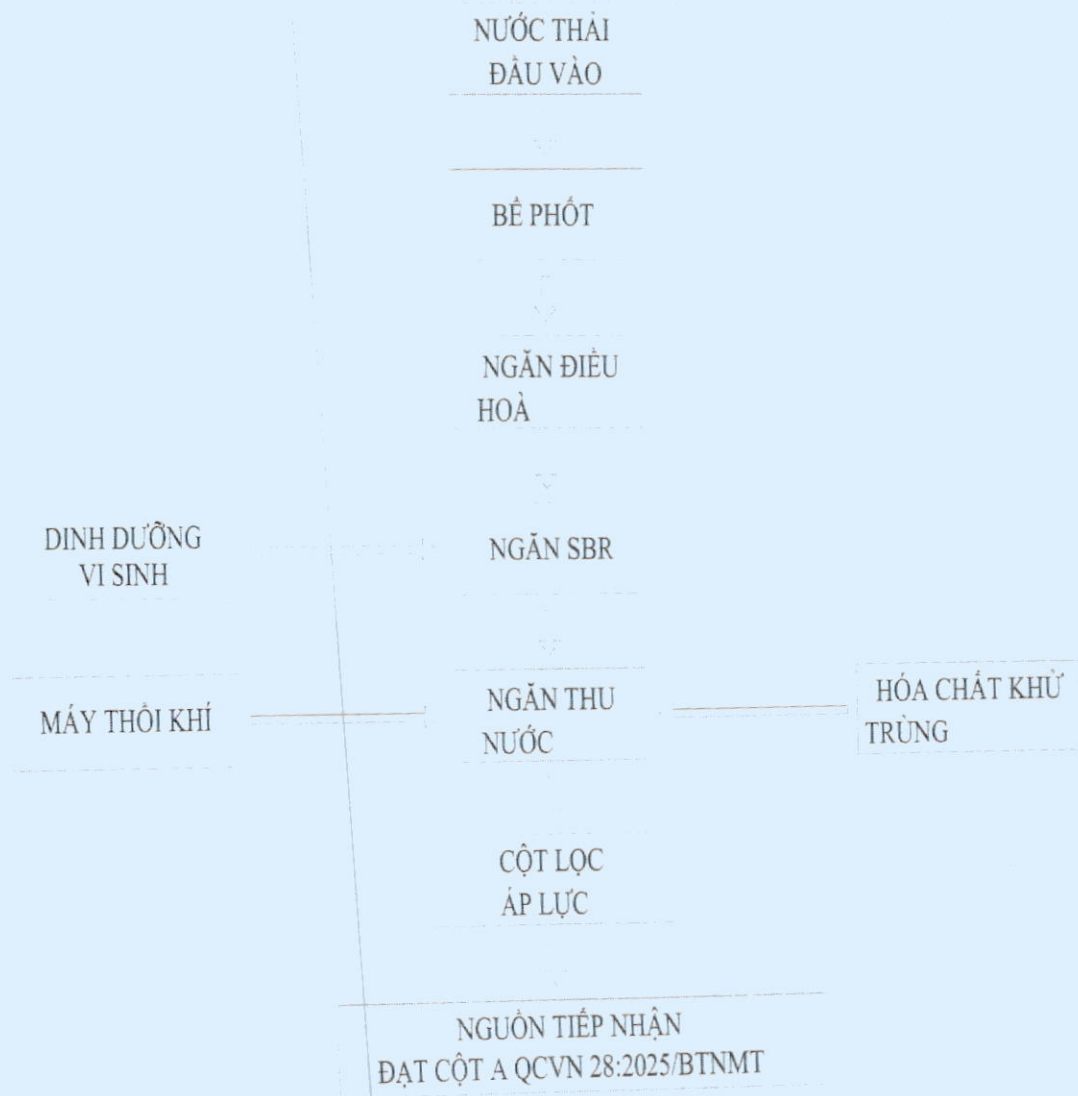 NƯỚC THẢI
ĐẦU VÀO
BỂ PHỐT
NGĂN ĐIỀU
HOÀ
DINH DƯỠNG
VI SINH
NGĂN SBR
MÁY THỔI KHÍ
NGĂN THU
NƯỚC
HÓA CHẤT KHỬ
TRÙNG
CỘT LỌC
ÁP LỰC
NGUỒN TIẾP NHẬN
ĐẠT CỘT A QCVN 28:2025/BTNMT